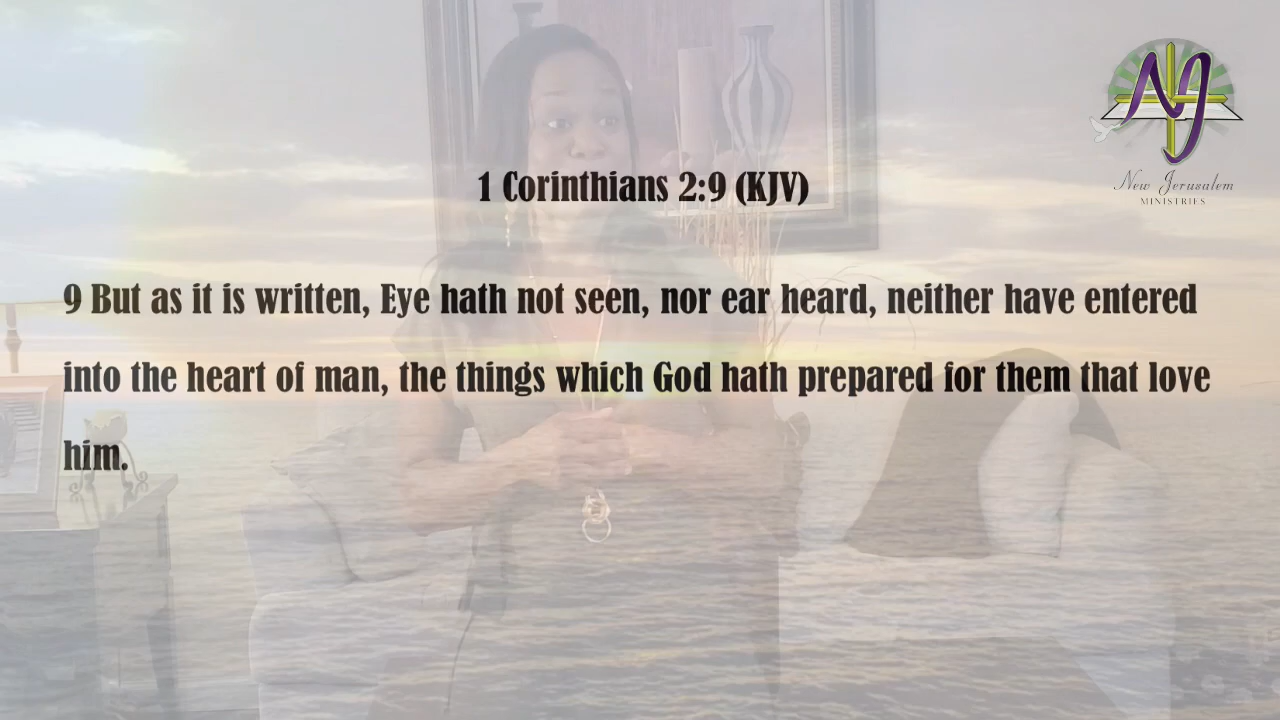 NJ
New Jerusalem
MINISTRIES
1 Corinthians 2:9 (KJV)
9 But as it is written, Eye hath not seen, nor ear heard, neither have entered
into the heart of man, the things which God hath prepared for them that love
him.